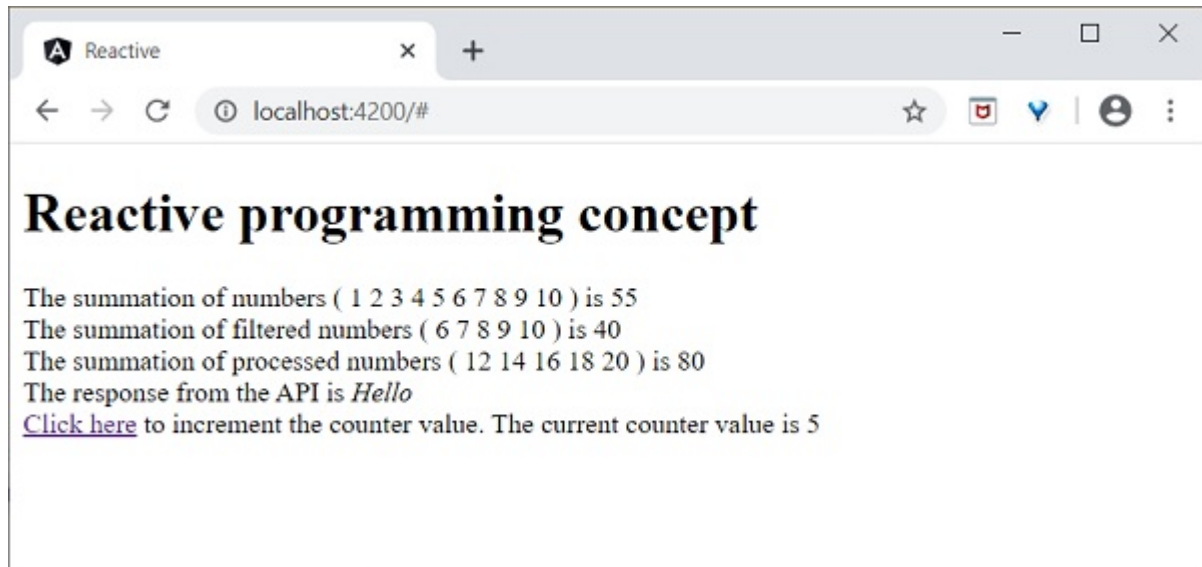 Reactive
localhost:4200/#
Reactive programming concept
The summation of numbers ( 1 2 3 4 5 6 7 8 9 10 ) is 55
The summation of filtered numbers ( 6 7 8 9 10 ) is 40
The summation of processed numbers ( 12 14 16 18 20 ) is 80
The response from the API is Hello
Click here to increment the counter value. The current counter value is 5